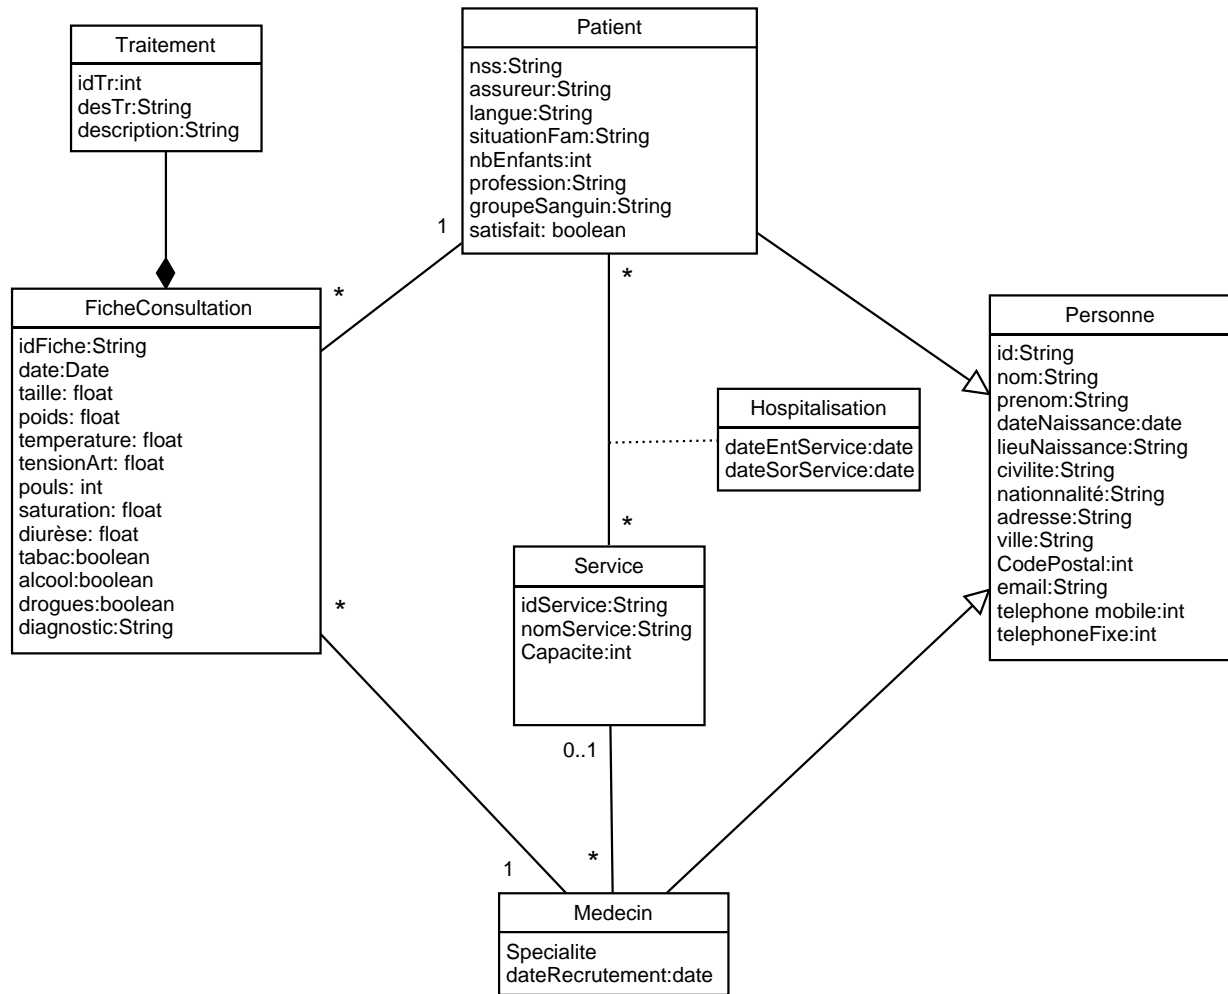 Traitement
idTr:int
desTr:String
description:String
Patient
nss:String
assureur:String
langue:String
situationFam:String
nbEnfants:int
profession:String
groupeSanguin:String
satisfait: boolean
1
*
*
FicheConsultation
idFiche:String
date:Date
taille: float
poids: float
temperature: float
tensionArt: float
pouls: int
saturation: float
diurèse: float
tabac:boolean
alcool:boolean
drogues:boolean
diagnostic:String
Hospitalisation
dateEntService:date
dateSorService:date
Personne
id:String
nom:String
prenom:String
dateNaissance:date
lieuNaissance:String
civilite:String
nationnalité:String
adresse:String
ville:String
CodePostal:int
email:String
telephone mobile:int
telephoneFixe:int
*
Service
idService:String
nomService:String
Capacite:int
*
0..1
*
1
Medecin
Specialite
dateRecrutement:date